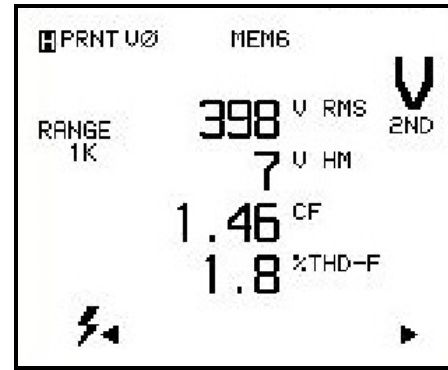 H PRNT VØ MEM6
V
398 V RMS 2ND
RANGE
1K
7 V HM
1.46 CF
1.8 %THD-F